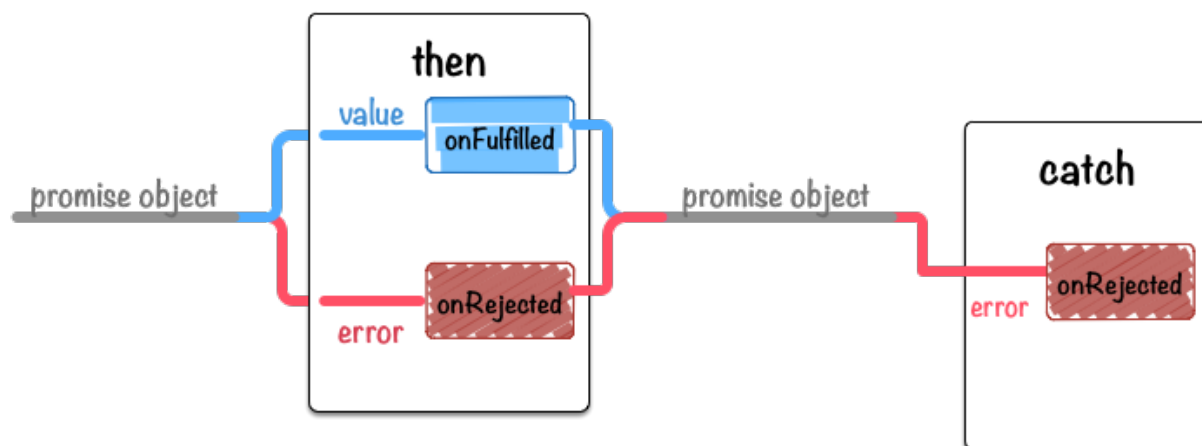 then
value
onFulfilled
promise object
onRejected
error
promise object
catch
onRejected
error